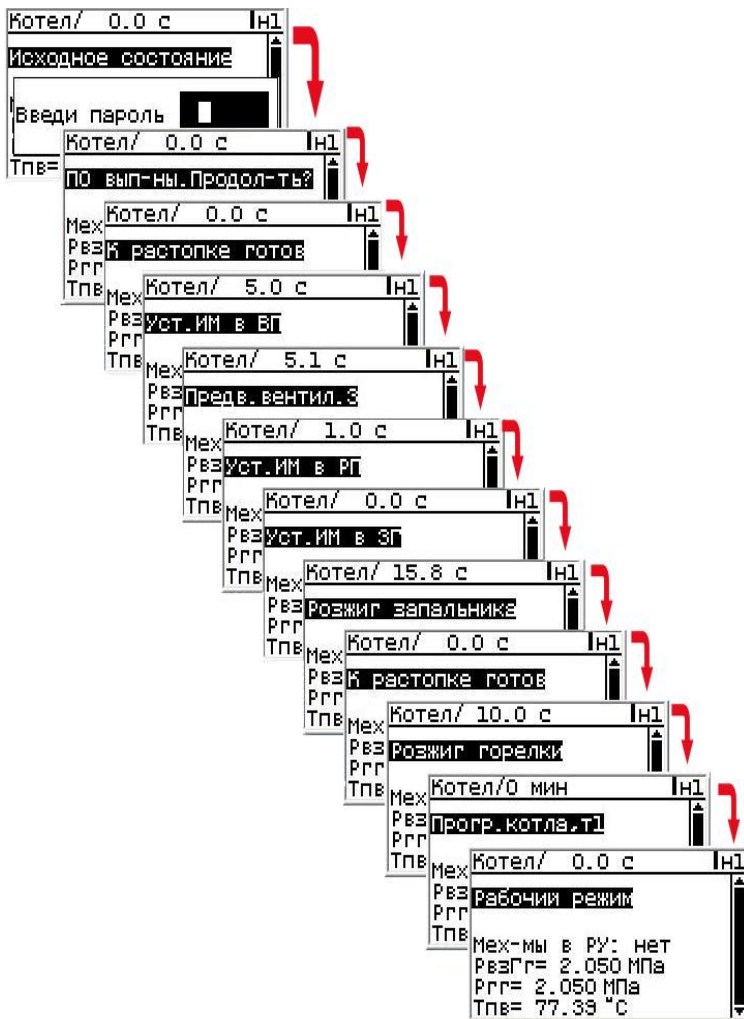 Котел/ 0.0 с н1
Исходное состояние
Введи пароль
Тпв=
Котел/ 0.0 с н1
ПО вып-ны.Продол-ть?
Мех
Рвз
Ргг
Тпв
Котел/ 0.0 с н1
К растопке готов
Мех
Рвз
Ргг
Тпв
Котел/ 5.0 с н1
Уст.ИМ в ВП
Мех
Рвз
Ргг
Тпв
Котел/ 5.1 с н1
Предв.вентил.З
Мех
Рвз
Ргг
Тпв
Котел/ 1.0 с н1
Уст.ИМ в РП
Мех
Рвз
Ргг
Тпв
Котел/ 0.0 с н1
Уст.ИМ в ЗП
Мех
Рвз
Ргг
Тпв
Котел/ 15.8 с н1
Розжиг запальника
Мех
Рвз
Ргг
Тпв
Котел/ 0.0 с н1
К растопке готов
Мех
Рвз
Ргг
Тпв
Котел/ 10.0 с н1
Розжиг горелки
Мех
Рвз
Ргг
Тпв
Котел/0 мин н1
Прогр.котла,т1
Мех
Рвз
Ргг
Тпв
Котел/ 0.0 с н1
Рабочий режим
Мех-мы в РУ: нет
РвзГг= 2.050 МПа
Ргг= 2.050 МПа
Тпв= 77.39 °С